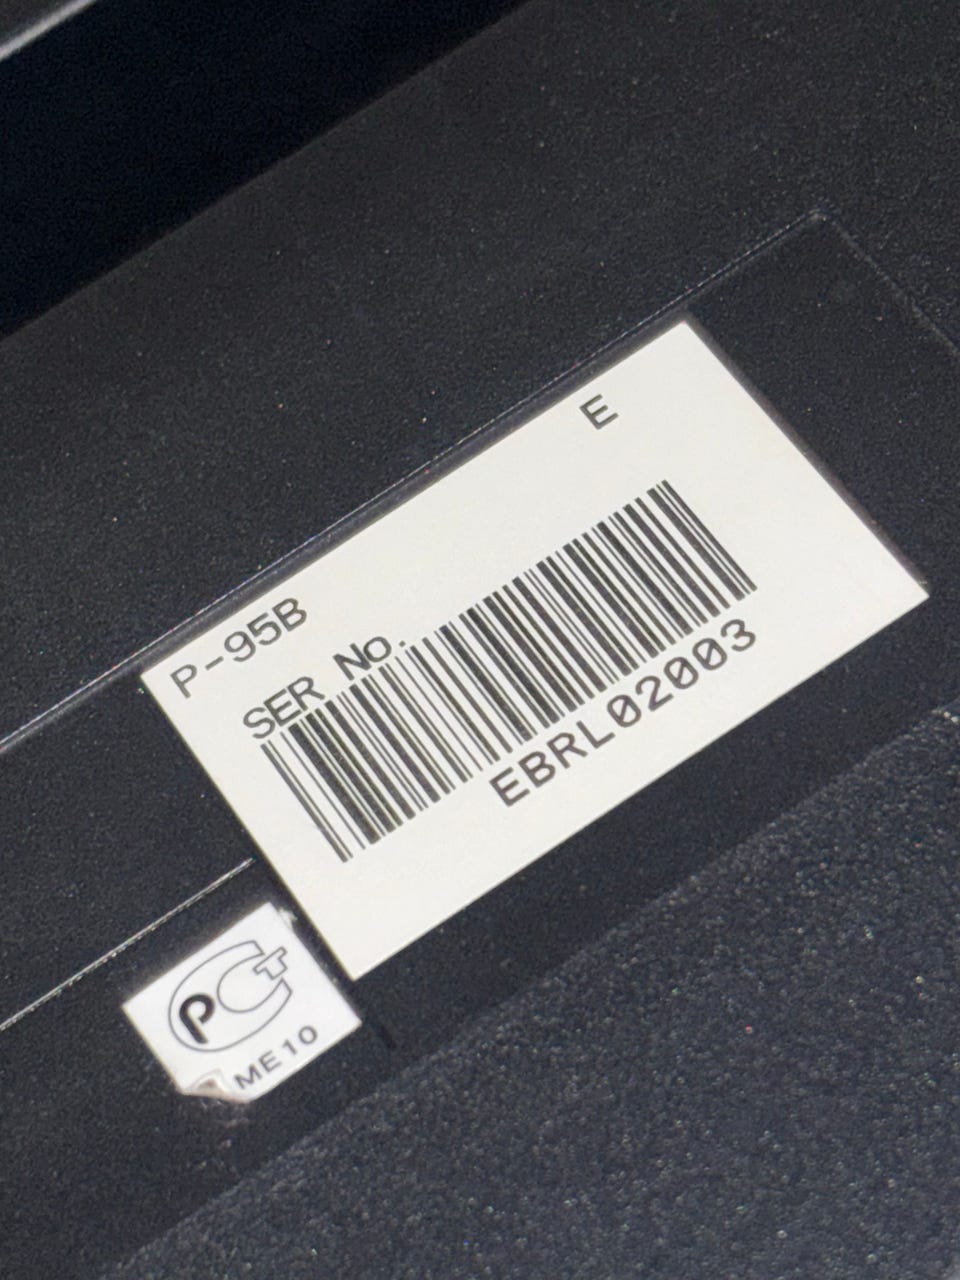 E
P-95B
SER No.
EBRL02003
РСТ
ME10